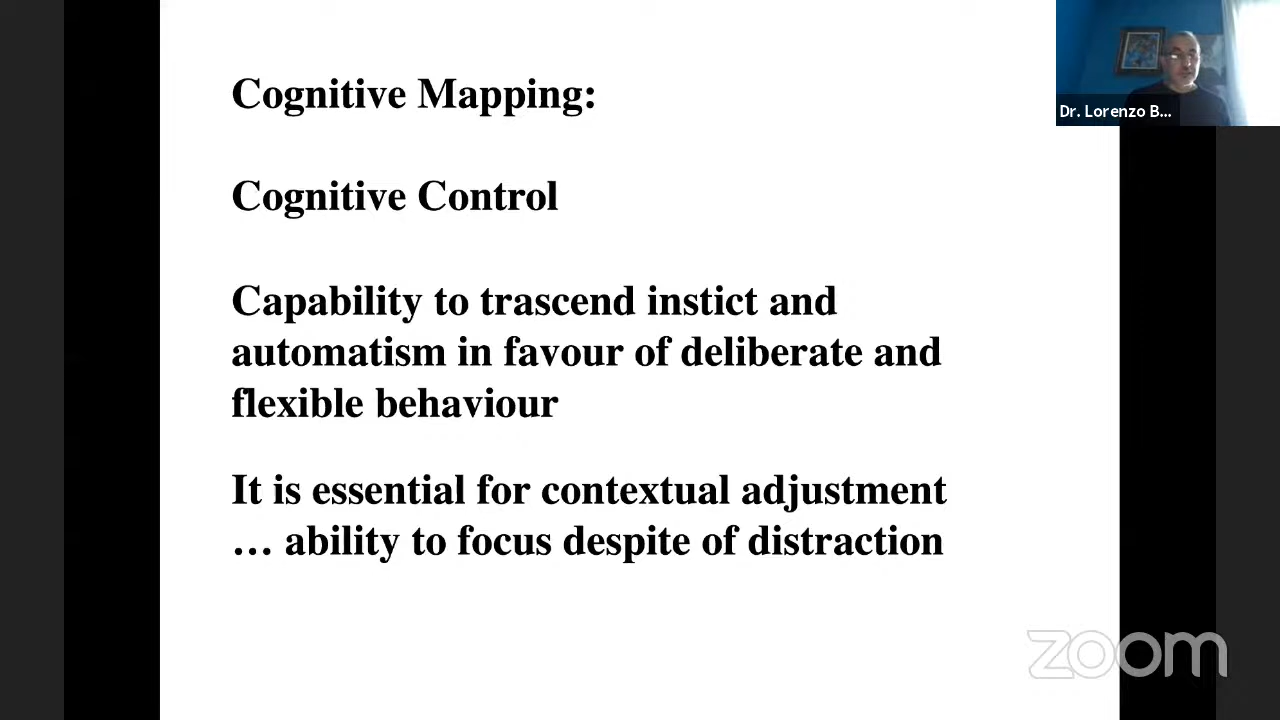 Cognitive Mapping:
Cognitive Control
Capability to trascend instict and
automatism in favour of deliberate and
flexible behaviour
It is essential for contextual adjustment
… ability to focus despite of distraction
Dr. Lorenzo B...
zoom